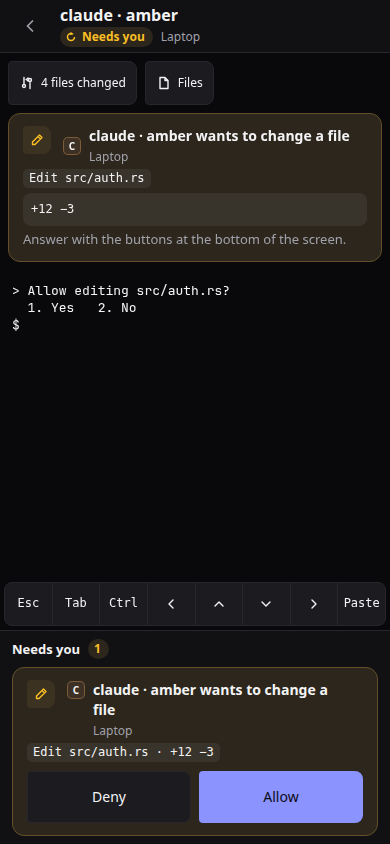 claude · amber
Needs you Laptop
4 files changed Files
C claude · amber wants to change a file
Laptop
Edit src/auth.rs
+12 −3
Answer with the buttons at the bottom of the screen.
> Allow editing src/auth.rs?
1. Yes 2. No
$
Esc Tab Ctrl Paste
Needs you 1
C claude · amber wants to change a
file
Laptop
Edit src/auth.rs · +12 −3
Deny Allow